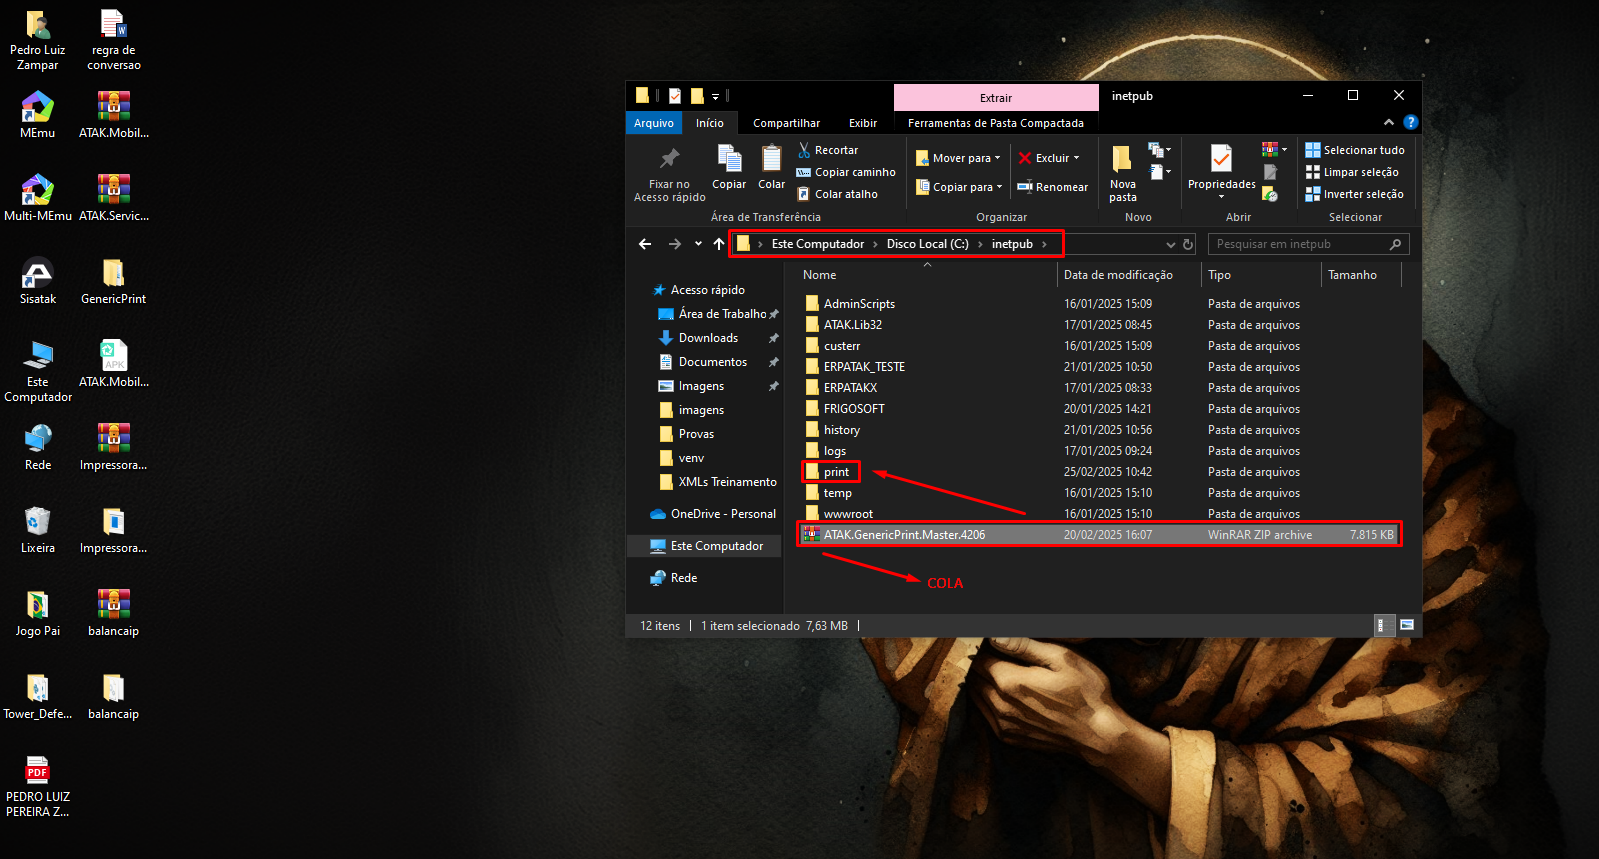 Pedro Luiz
Zampar
regra de
conversao
MEmu
ATAK.Mobil...
Multi-MEmu
ATAK.Servic...
Sisatak
GenericPrint
Este
Computador
APK
ATAK.Mobil...
Rede
Impressora...
Lixeira
Impressora...
Jogo Pai
balancaip
Tower_Defe...
balancaip
PDF
PEDRO LUIZ
PEREIRA Z...
Extrair
inetpub
Arquivo
Início
Compartilhar
Exibir
Ferramentas de Pasta Compactada
Fixar no
Acesso rápido
Copiar
Colar
Recortar
Copiar caminho
Colar atalho
Área de Transferência
Mover para
Copiar para
Excluir
Renomear
Organizar
Nova
pasta
Novo
Propriedades
Abrir
Selecionar tudo
Limpar seleção
Inverter seleção
Selecionar
Este Computador > Disco Local (C:) > inetpub >
Pesquisar em inetpub
Acesso rápido
Área de Trabalho
Downloads
Documentos
Imagens
imagens
Provas
venv
XMLs Treinamento
OneDrive - Personal
Este Computador
Rede
Nome Data de modificação Tipo Tamanho
AdminScripts 16/01/2025 15:09 Pasta de arquivos
ATAK.Lib32 17/01/2025 08:45 Pasta de arquivos
custerr 16/01/2025 15:09 Pasta de arquivos
ERPATAK_TESTE 21/01/2025 10:50 Pasta de arquivos
ERPATAKX 17/01/2025 08:33 Pasta de arquivos
FRIGOSOFT 20/01/2025 14:21 Pasta de arquivos
history 21/01/2025 10:56 Pasta de arquivos
logs 17/01/2025 09:24 Pasta de arquivos
print 25/02/2025 10:42 Pasta de arquivos
temp 16/01/2025 15:10 Pasta de arquivos
wwwroot 16/01/2025 15:10 Pasta de arquivos
ATAK.GenericPrint.Master.4206 20/02/2025 16:07 WinRAR ZIP archive 7.815 KB
COLA
12 itens
1 item selecionado 7,63 MB